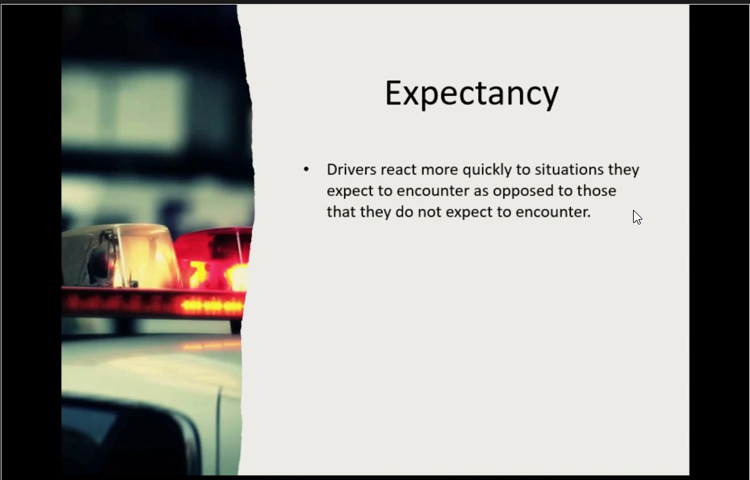 Expectancy
• Drivers react more quickly to situations they
expect to encounter as opposed to those
that they do not expect to encounter.